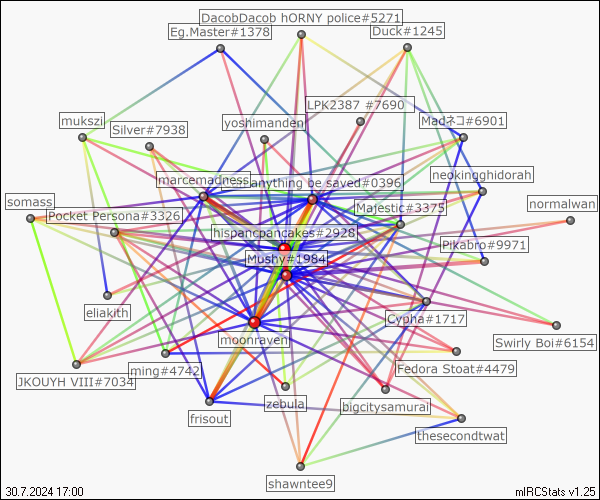 DacobDacob hORNY police#5271
Eg.Master#1378
Duck#1245
LPK2387 #7690
mukszi
Silver#7938
yoshimanden
Madネコ#6901
neokingghidorah
marcemadness
anything be saved#0396
somass
Pocket Persona#3326
Majestic#3375
normalwan
hispancpancakes#2928
Pikabro#9971
Mushy#1984
eliakith
Cypha#1717
moonraven
Swirly Boi#6154
JKOUYH VIII#7034
ming#4742
Fedora Stoat#4479
frisout
zebula
bigcitysamurai
thesecondtwat
shawntee9
30.7.2024 17:00
mIRCStats v1.25